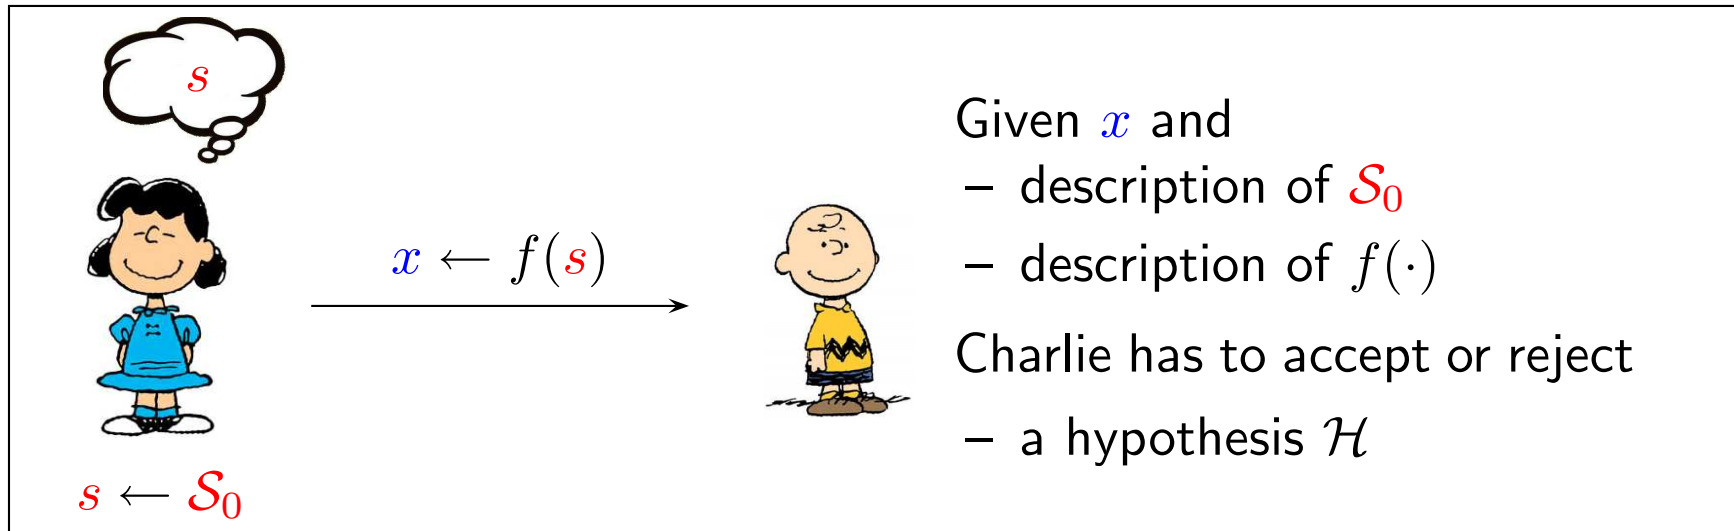 s
s ← 𝒮₀
x ← f(s)
Given x and
– description of 𝒮₀
– description of f(·)
Charlie has to accept or reject
– a hypothesis ℋ